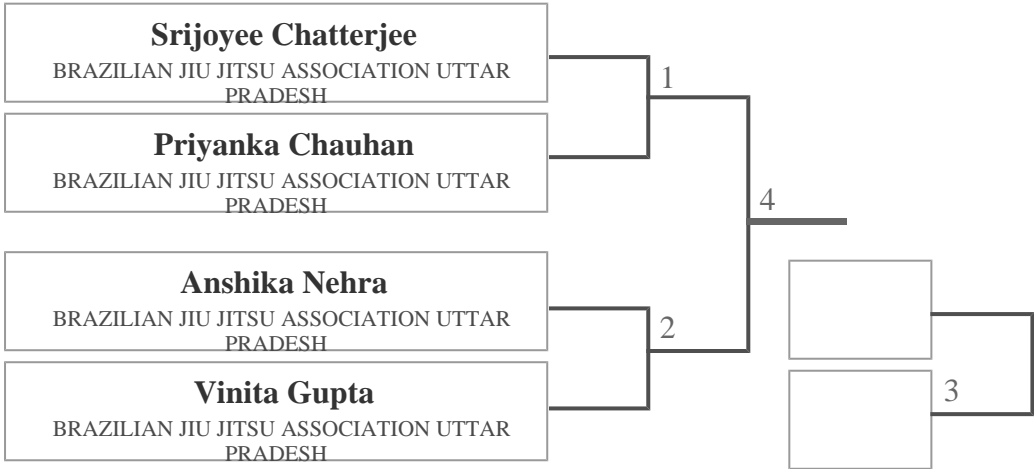 Srijoyee Chatterjee
BRAZILIAN JIU JITSU ASSOCIATION UTTAR
PRADESH
1
Priyanka Chauhan
BRAZILIAN JIU JITSU ASSOCIATION UTTAR
PRADESH
4
Anshika Nehra
BRAZILIAN JIU JITSU ASSOCIATION UTTAR
PRADESH
2
Vinita Gupta
BRAZILIAN JIU JITSU ASSOCIATION UTTAR
PRADESH
3